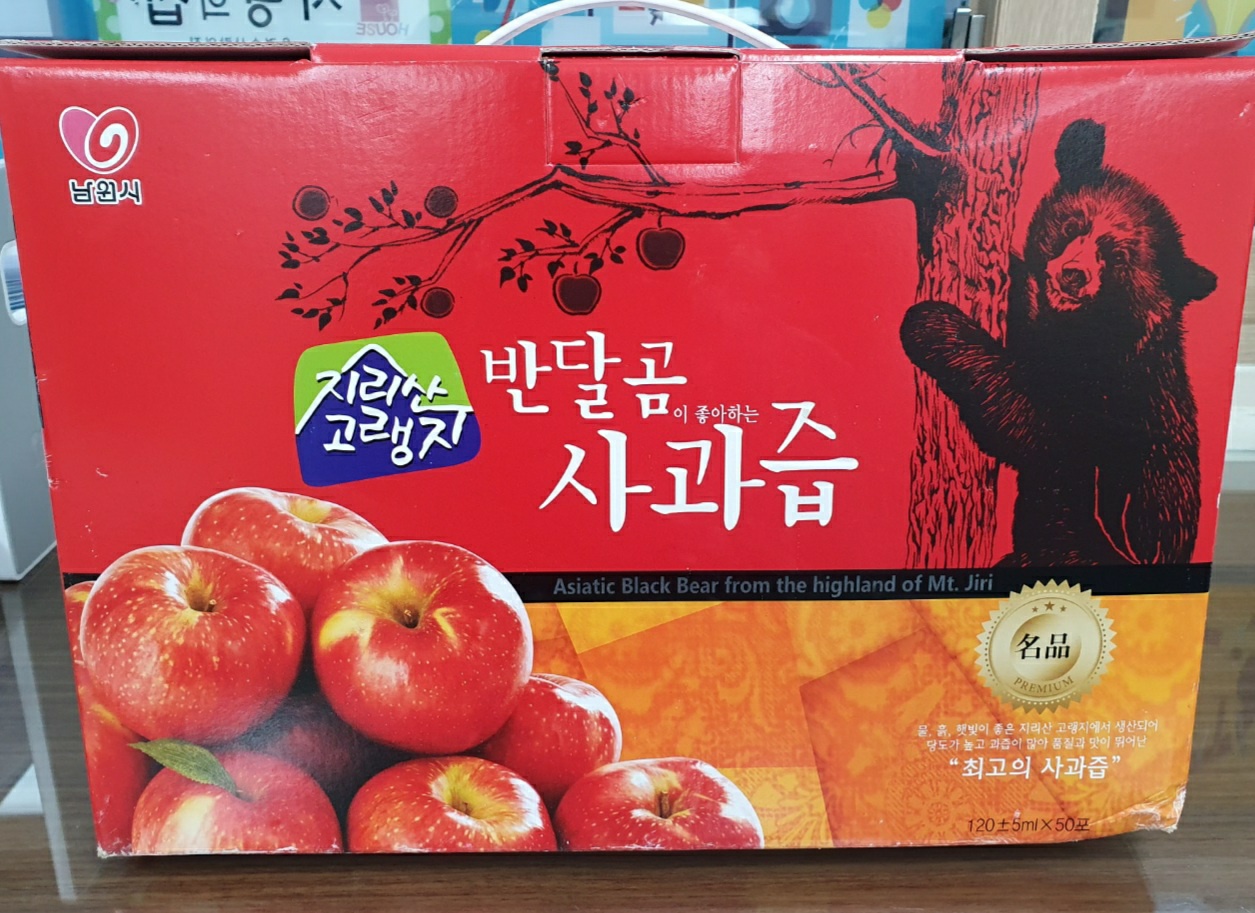 HOUSE
남원시
지리산
고랭지
반달곰
이 좋아하는
사과즙
Asiatic Black Bear from the highland of Mt. Jiri
名品
PREMIUM
물, 흙, 햇빛이 좋은 지리산 고랭지에서 생산되어
당도가 높고 과즙이 많아 품질과 맛이 뛰어난
“최고의 사과즙”
120±5ml×50포